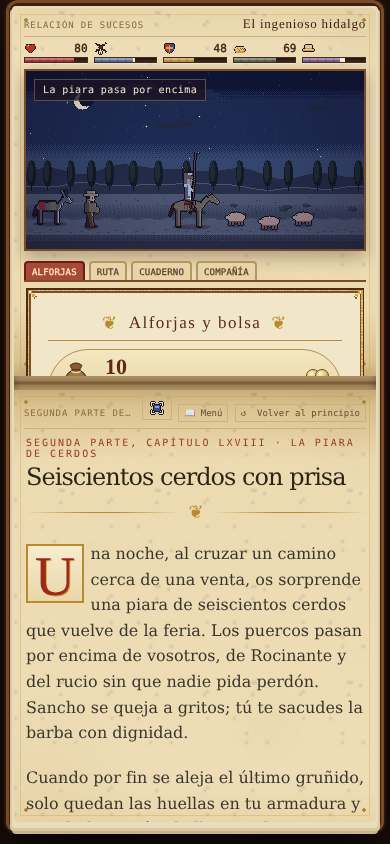 RELACIÓN DE SUCESOS
El ingenioso hidalgo
80
48
69
La piara pasa por encima
ALFORJAS
RUTA
CUADERNO
COMPAÑÍA
Alforjas y bolsa
10
SEGUNDA PARTE DE…
Menú
Volver al principio
SEGUNDA PARTE, CAPÍTULO LXVIII · LA PIARA
DE CERDOS
Seiscientos cerdos con prisa
Una noche, al cruzar un camino
cerca de una venta, os sorprende
una piara de seiscientos cerdos
que vuelve de la feria. Los puercos pasan
por encima de vosotros, de Rocinante y
del rucio sin que nadie pida perdón.
Sancho se queja a gritos; tú te sacudes la
barba con dignidad.
Cuando por fin se aleja el último gruñido,
solo quedan las huellas en tu armadura y